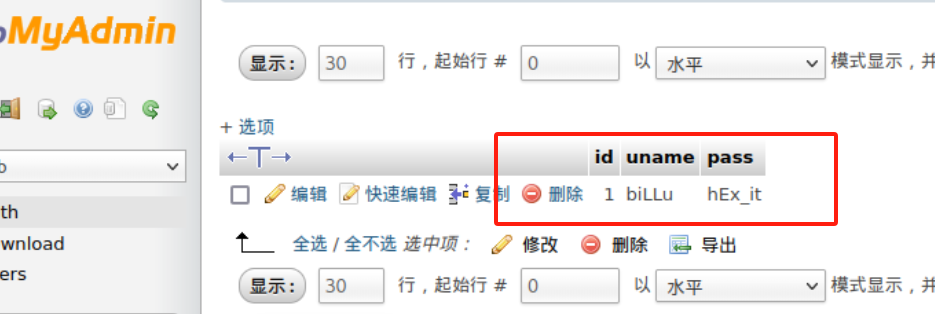 MyAdmin
显示: 30 行，起始行 # 0 以 水平 模式显示，并
+ 选项
←T→ id uname pass
编辑 快速编辑 复制 删除 1 biLLu hEx_it
th
wnload
ers
全选 / 全不选 选中项： 修改 删除 导出
显示: 30 行，起始行 # 0 以 水平 模式显示，并